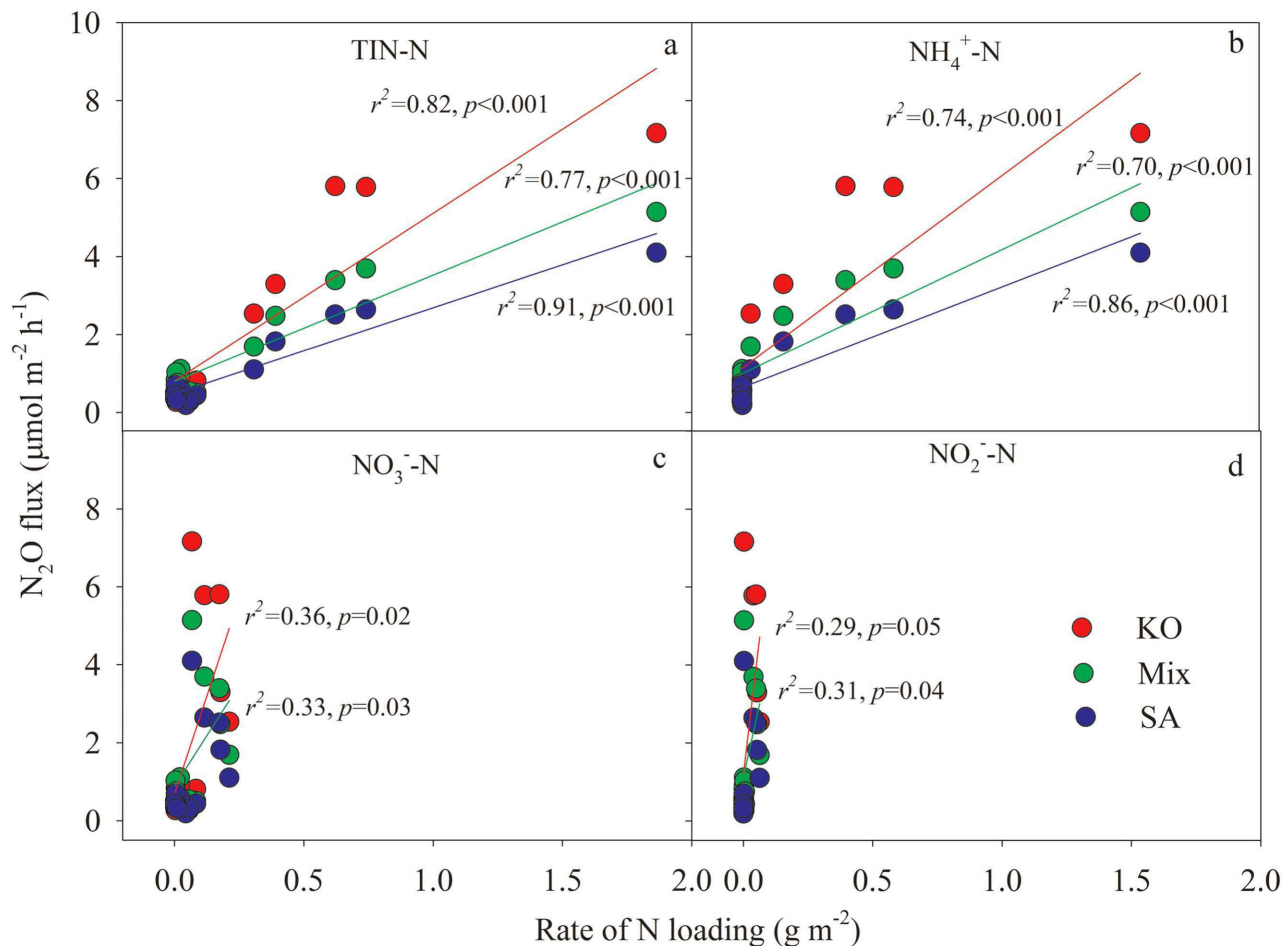 TIN-N
a
r²=0.82, p<0.001
r²=0.77, p<0.001
r²=0.91, p<0.001
NH₄⁺-N
b
r²=0.74, p<0.001
r²=0.70, p<0.001
r²=0.86, p<0.001
10
8
6
4
2
0
N₂O flux (µmol m⁻² h⁻¹)
NO₃⁻-N
c
r²=0.36, p=0.02
r²=0.33, p=0.03
NO₂⁻-N
d
r²=0.29, p=0.05
r²=0.31, p=0.04
KO
Mix
SA
8
6
4
2
0
0.0 0.5 1.0 1.5 2.0
0.0 0.5 1.0 1.5 2.0
Rate of N loading (g m⁻²)